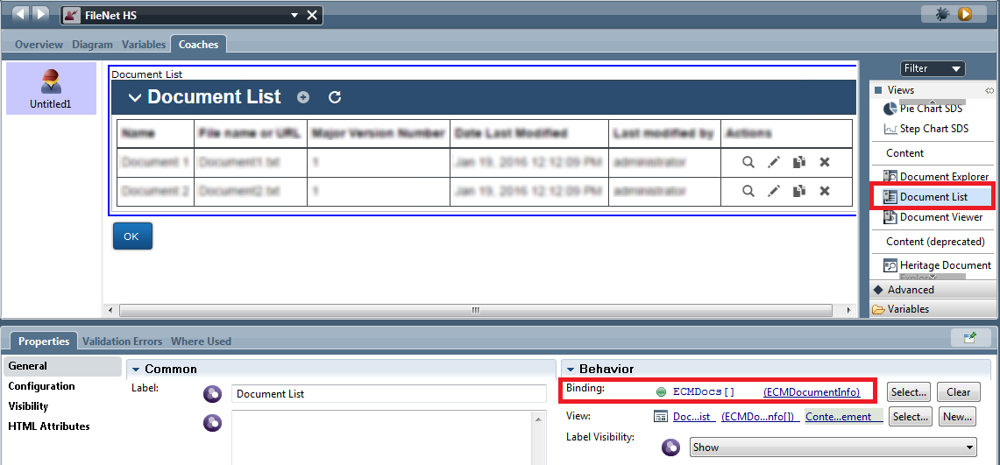 FileNet HS
Overview Diagram Variables Coaches
Filter
Untitled1
Document List
Document List
Name File name or URL Major Version Number Date Last Modified Last modified by Actions
Document 1 Document1.txt 1 Jan 19, 2016 12:12:09 PM administrator
Document 2 Document2.txt 1 Jan 19, 2016 12:12:09 PM administrator
OK
Views
Pie Chart SDS
Step Chart SDS
Content
Document Explorer
Document List
Document Viewer
Content (deprecated)
Heritage Document
Explorer
Advanced
Variables
Properties Validation Errors Where Used
General
Configuration
Visibility
HTML Attributes
Common
Label:
Document List
Behavior
Binding: ECMDocs[] (ECMDocumentInfo) Select... Clear
View: Doc...ist (ECMDo...nfo[]) Conte...ement Select... New...
Label Visibility:
Show